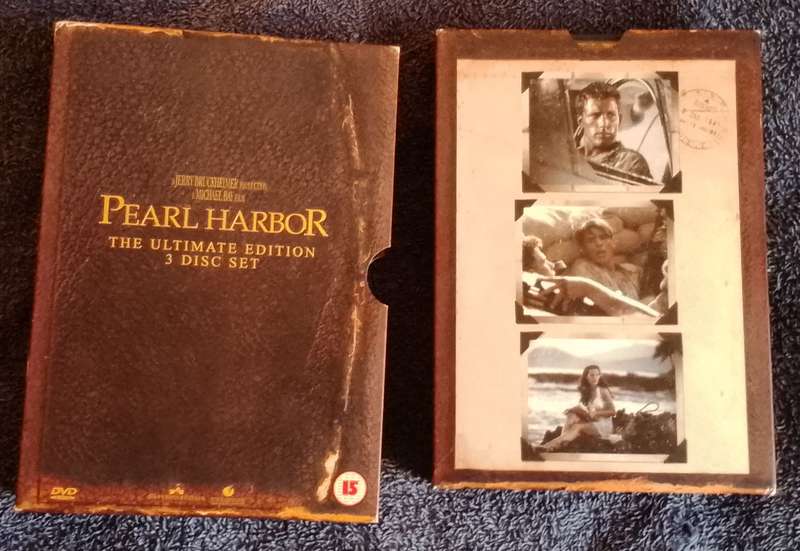 A JERRY BRUCKHEIMER PRODUCTION
A MICHAEL BAY FILM
PEARL HARBOR
THE ULTIMATE EDITION
3 DISC SET
DVD
15